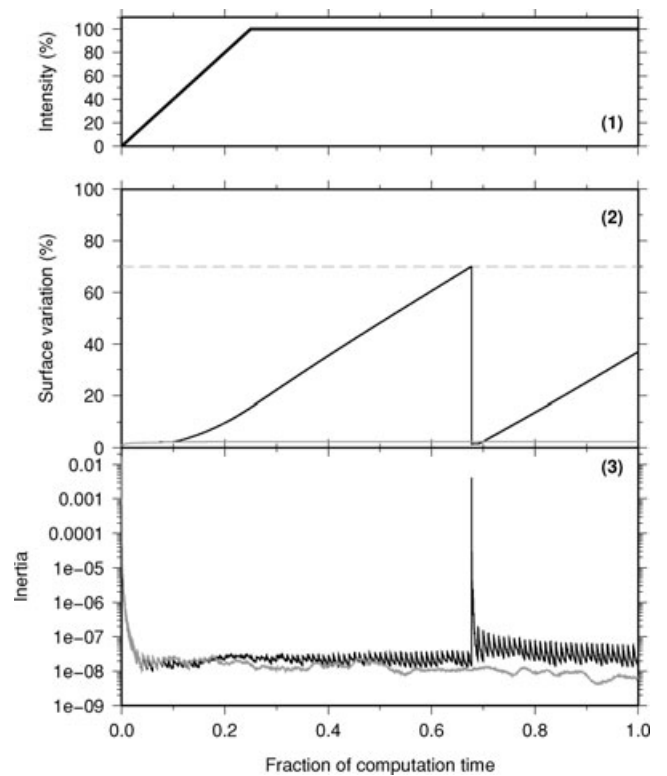 Intensity (%)
100
80
60
40
20
0
(1)
Surface variation (%)
100
80
60
40
20
0
(2)
Inertia
0.01
0.001
0.0001
1e-05
1e-06
1e-07
1e-08
1e-09
(3)
0.0 0.2 0.4 0.6 0.8 1.0
Fraction of computation time